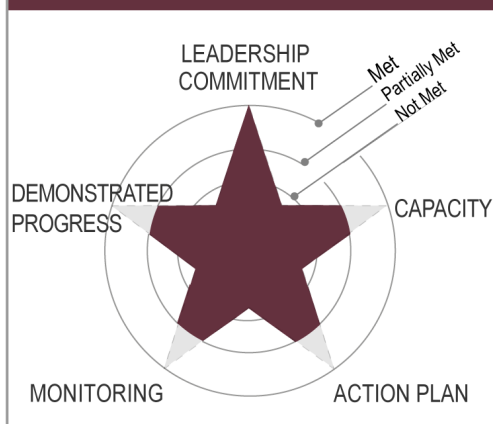 LEADERSHIP
COMMITMENT
Met
Partially Met
Not Met
DEMONSTRATED
PROGRESS
CAPACITY
MONITORING
ACTION PLAN